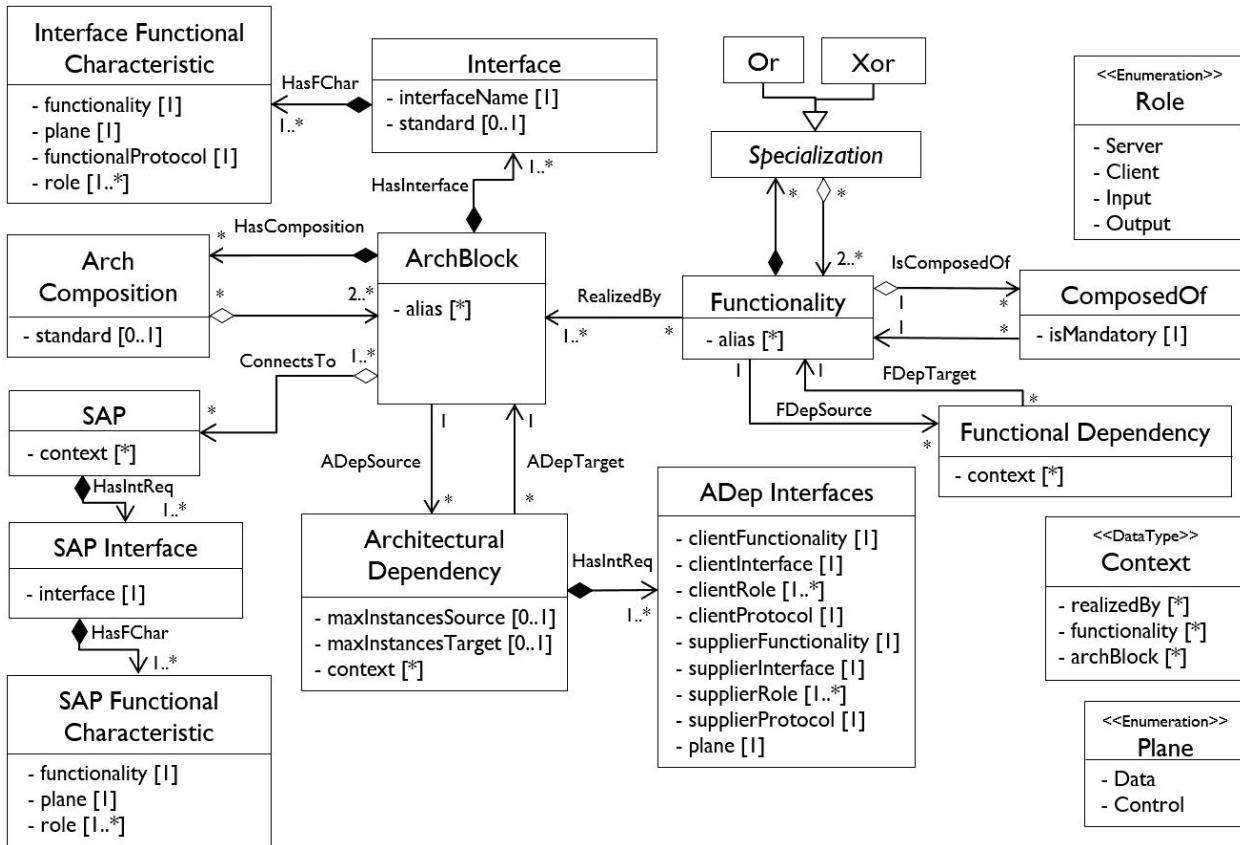 Interface Functional
Characteristic
- functionality [1]
- plane [1]
- functionalProtocol [1]
- role [1..*]
HasFChar
1..*
Interface
- interfaceName [1]
- standard [0..1]
HasInterface
1..*
Or
Xor
Specialization
*
*
2..*
<<Enumeration>>
Role
- Server
- Client
- Input
- Output
HasComposition
*
Arch
Composition
- standard [0..1]
*
2..*
ArchBlock
- alias [*]
RealizedBy
1..*
*
Functionality
- alias [*]
IsComposedOf
1
*
1
*
ComposedOf
- isMandatory [1]
ConnectsTo
1..*
*
SAP
- context [*]
FDepTarget
1
*
1
FDepSource
*
Functional Dependency
- context [*]
HasIntReq
1..*
SAP Interface
- interface [1]
1
ADepSource
*
1
ADepTarget
*
Architectural
Dependency
- maxInstancesSource [0..1]
- maxInstancesTarget [0..1]
- context [*]
HasIntReq
1..*
ADep Interfaces
- clientFunctionality [1]
- clientInterface [1]
- clientRole [1..*]
- clientProtocol [1]
- supplierFunctionality [1]
- supplierInterface [1]
- supplierRole [1..*]
- supplierProtocol [1]
- plane [1]
<<DataType>>
Context
- realizedBy [*]
- functionality [*]
- archBlock [*]
HasFChar
1..*
SAP Functional
Characteristic
- functionality [1]
- plane [1]
- role [1..*]
<<Enumeration>>
Plane
- Data
- Control